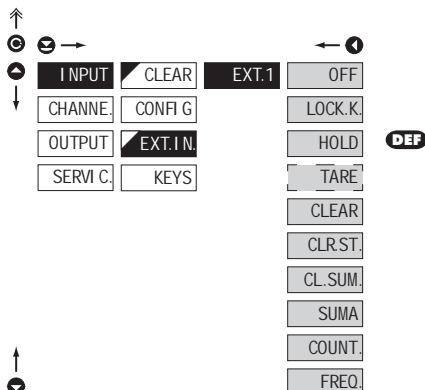 INPUT CLEAR EXT.1 OFF
CHANNE. CONFIG LOCK.K.
OUTPUT EXT.IN. HOLD DEF
SERVIC. KEYS TARE
CLEAR
CLR.ST.
CL.SUM.
SUMA
COUNT.
FREQ.